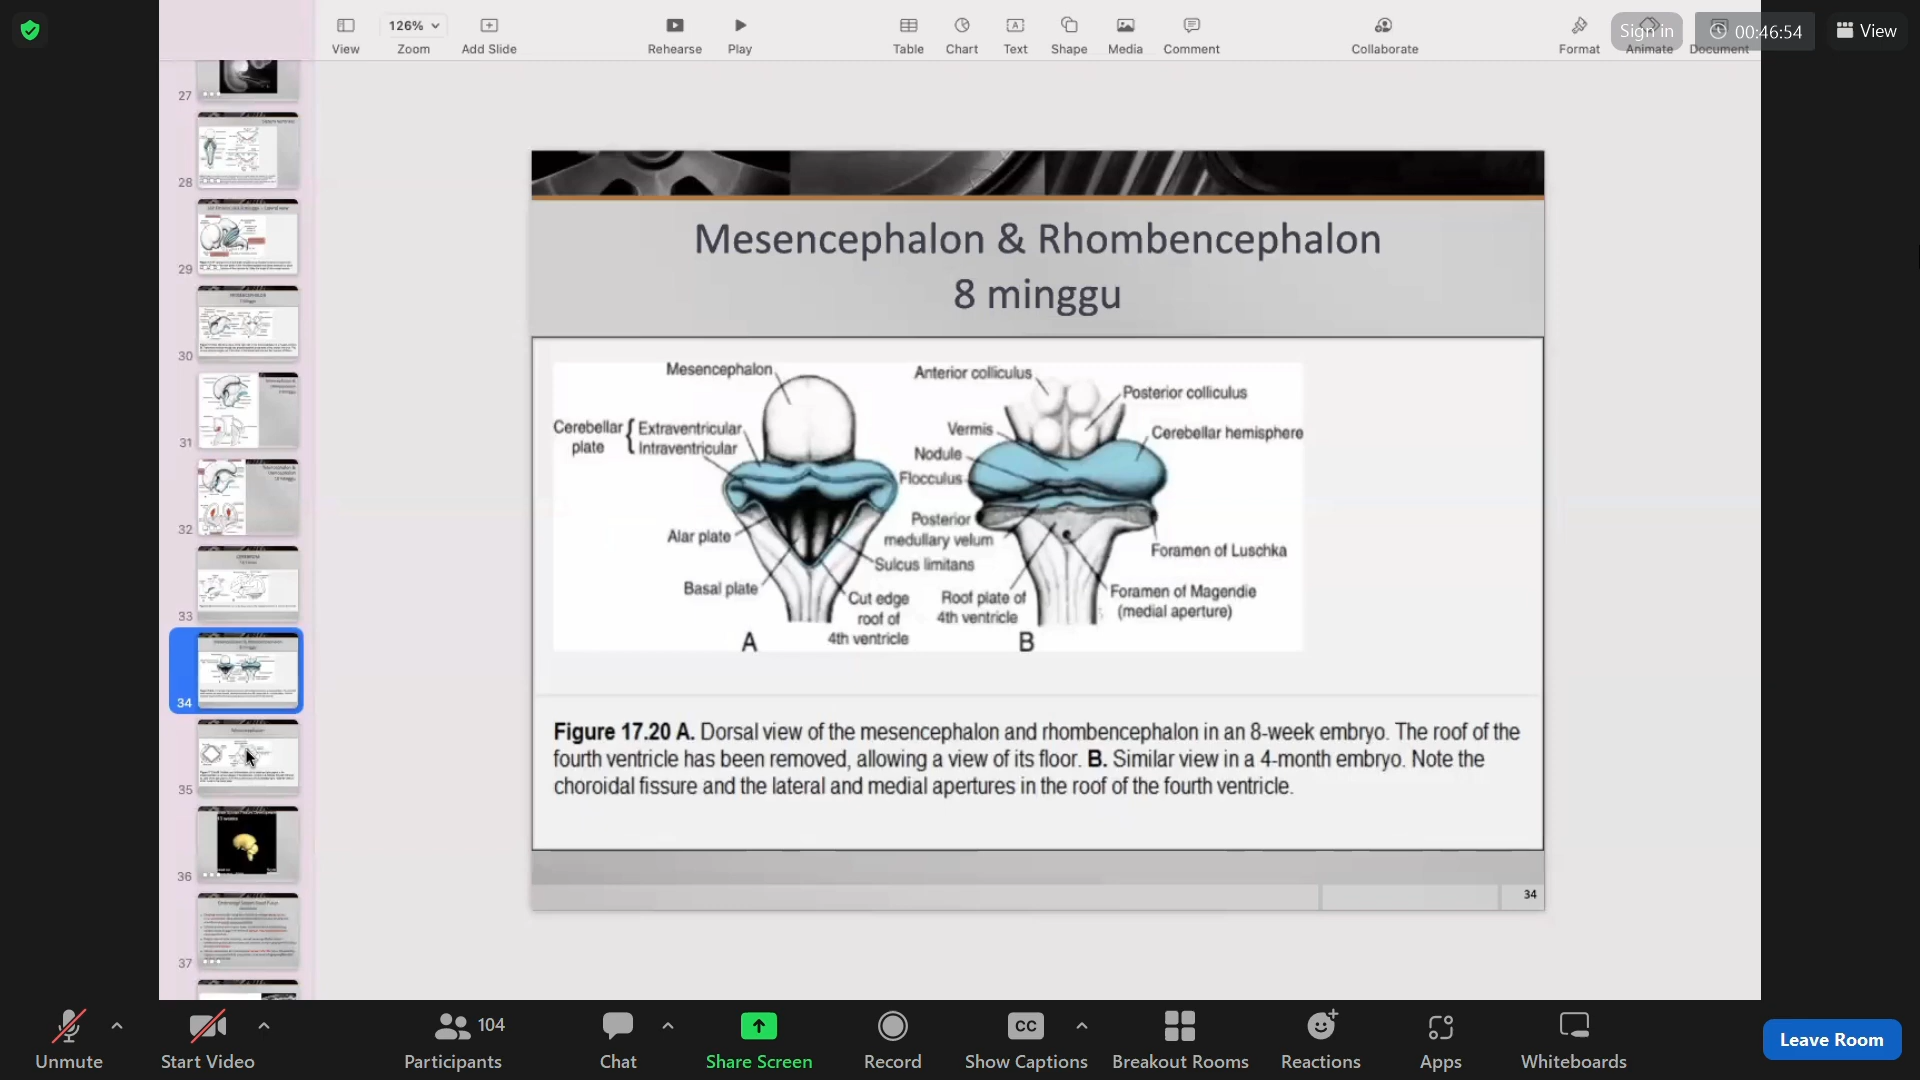 View
126%
Zoom
Add Slide
Rehearse
Play
Table
Chart
Text
Shape
Media
Comment
Collaborate
Format
Animate
Document
Sign in
00:46:54
View
27
28
29
30
31
32
33
34
35
36
37
Mesencephalon & Rhombencephalon
8 minggu
Mesencephalon
Cerebellar plate
Extraventricular
Intraventricular
Alar plate
Basal plate
Sulcus limitans
Cut edge
roof of
4th ventricle
A
Anterior colliculus
Posterior colliculus
Vermis
Cerebellar hemisphere
Nodule
Flocculus
Posterior
medullary velum
Foramen of Luschka
Roof plate of
4th ventricle
Foramen of Magendie
(medial aperture)
B
Figure 17.20 A. Dorsal view of the mesencephalon and rhombencephalon in an 8-week embryo. The roof of the
fourth ventricle has been removed, allowing a view of its floor. B. Similar view in a 4-month embryo. Note the
choroidal fissure and the lateral and medial apertures in the roof of the fourth ventricle.
34
Unmute
Start Video
104
Participants
Chat
Share Screen
Record
CC
Show Captions
Breakout Rooms
Reactions
Apps
Whiteboards
Leave Room